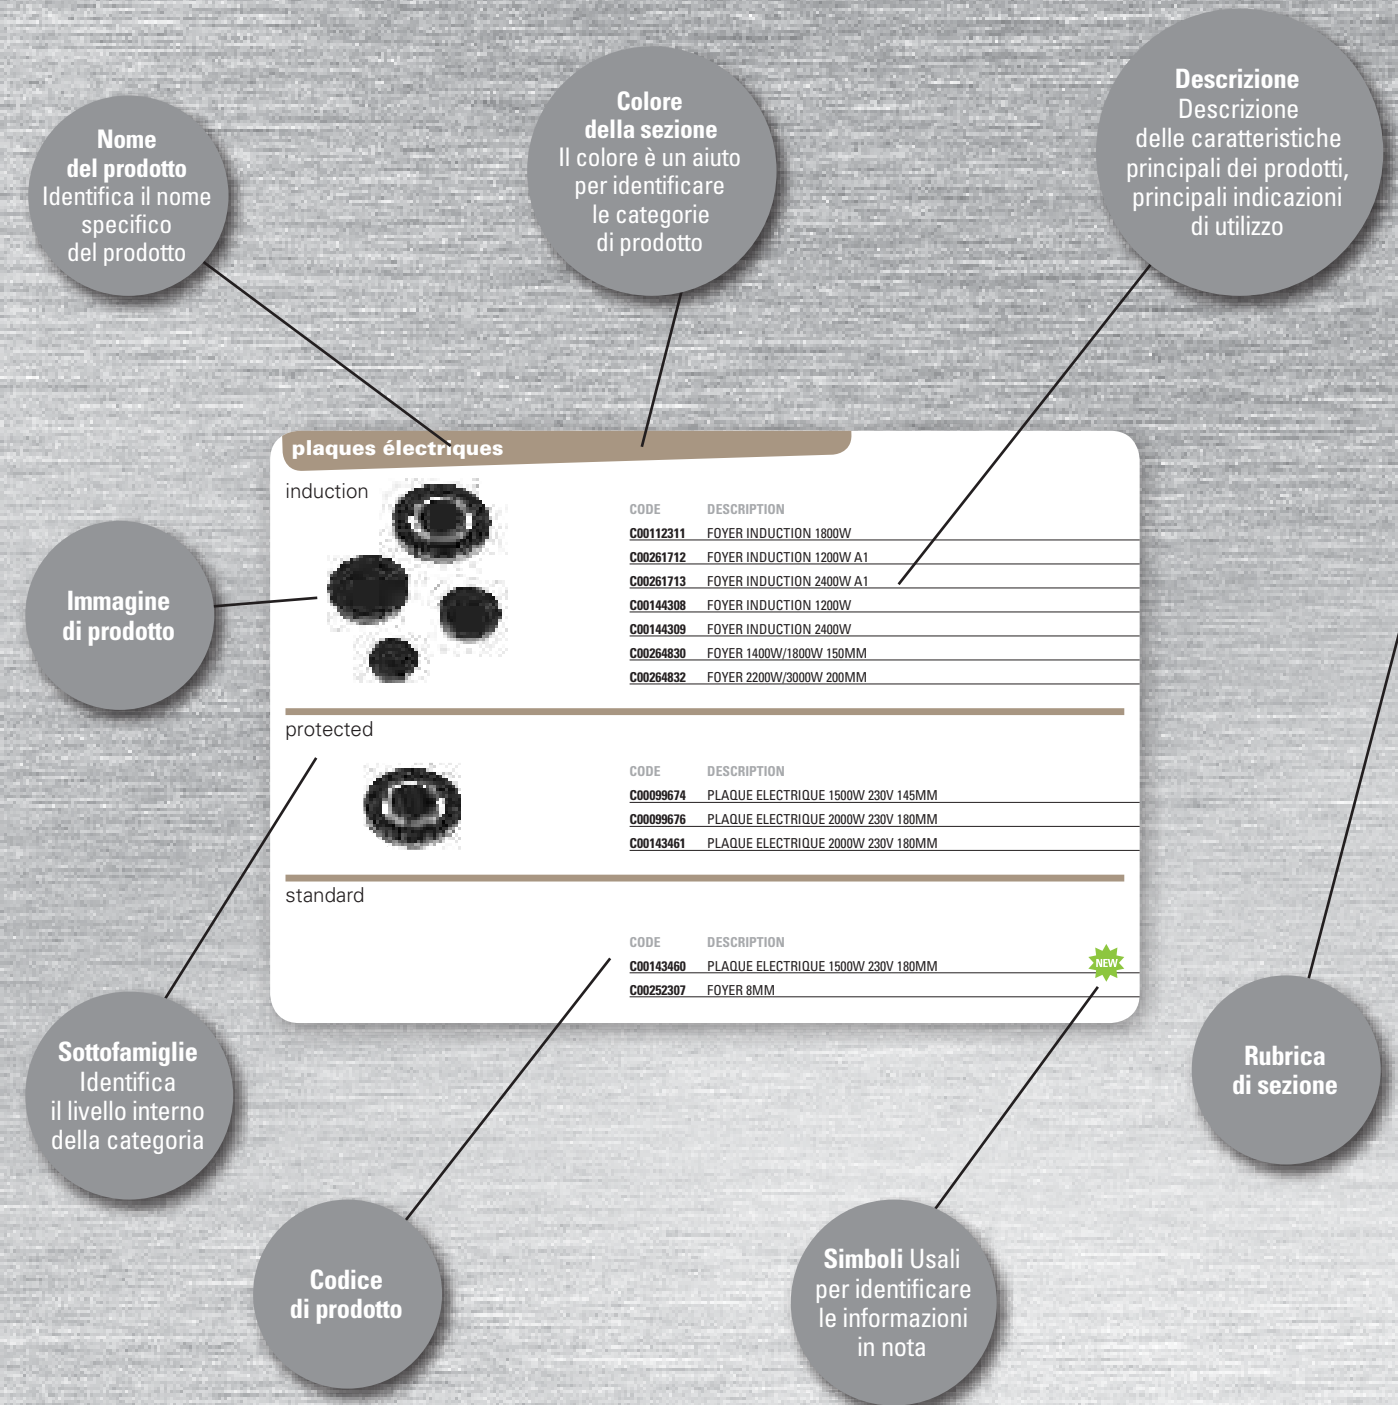 Nome
del prodotto
Identifica il nome
specifico
del prodotto
Colore
della sezione
Il colore è un aiuto
per identificare
le categorie
di prodotto
Descrizione
Descrizione
delle caratteristiche
principali dei prodotti,
principali indicazioni
di utilizzo
plaques électriques
induction
CODE DESCRIPTION
C00112311 FOYER INDUCTION 1800W
C00261712 FOYER INDUCTION 1200W A1
C00261713 FOYER INDUCTION 2400W A1
C00144308 FOYER INDUCTION 1200W
C00144309 FOYER INDUCTION 2400W
C00264830 FOYER 1400W/1800W 150MM
C00264832 FOYER 2200W/3000W 200MM
Immagine
di prodotto
protected
CODE DESCRIPTION
C00099674 PLAQUE ELECTRIQUE 1500W 230V 145MM
C00099676 PLAQUE ELECTRIQUE 2000W 230V 180MM
C00143461 PLAQUE ELECTRIQUE 2000W 230V 180MM
standard
CODE DESCRIPTION
C00143460 PLAQUE ELECTRIQUE 1500W 230V 180MM
NEW
C00252307 FOYER 8MM
Sottofamiglie
Identifica
il livello interno
della categoria
Rubrica
di sezione
Codice
di prodotto
Simboli Usali
per identificare
le informazioni
in nota